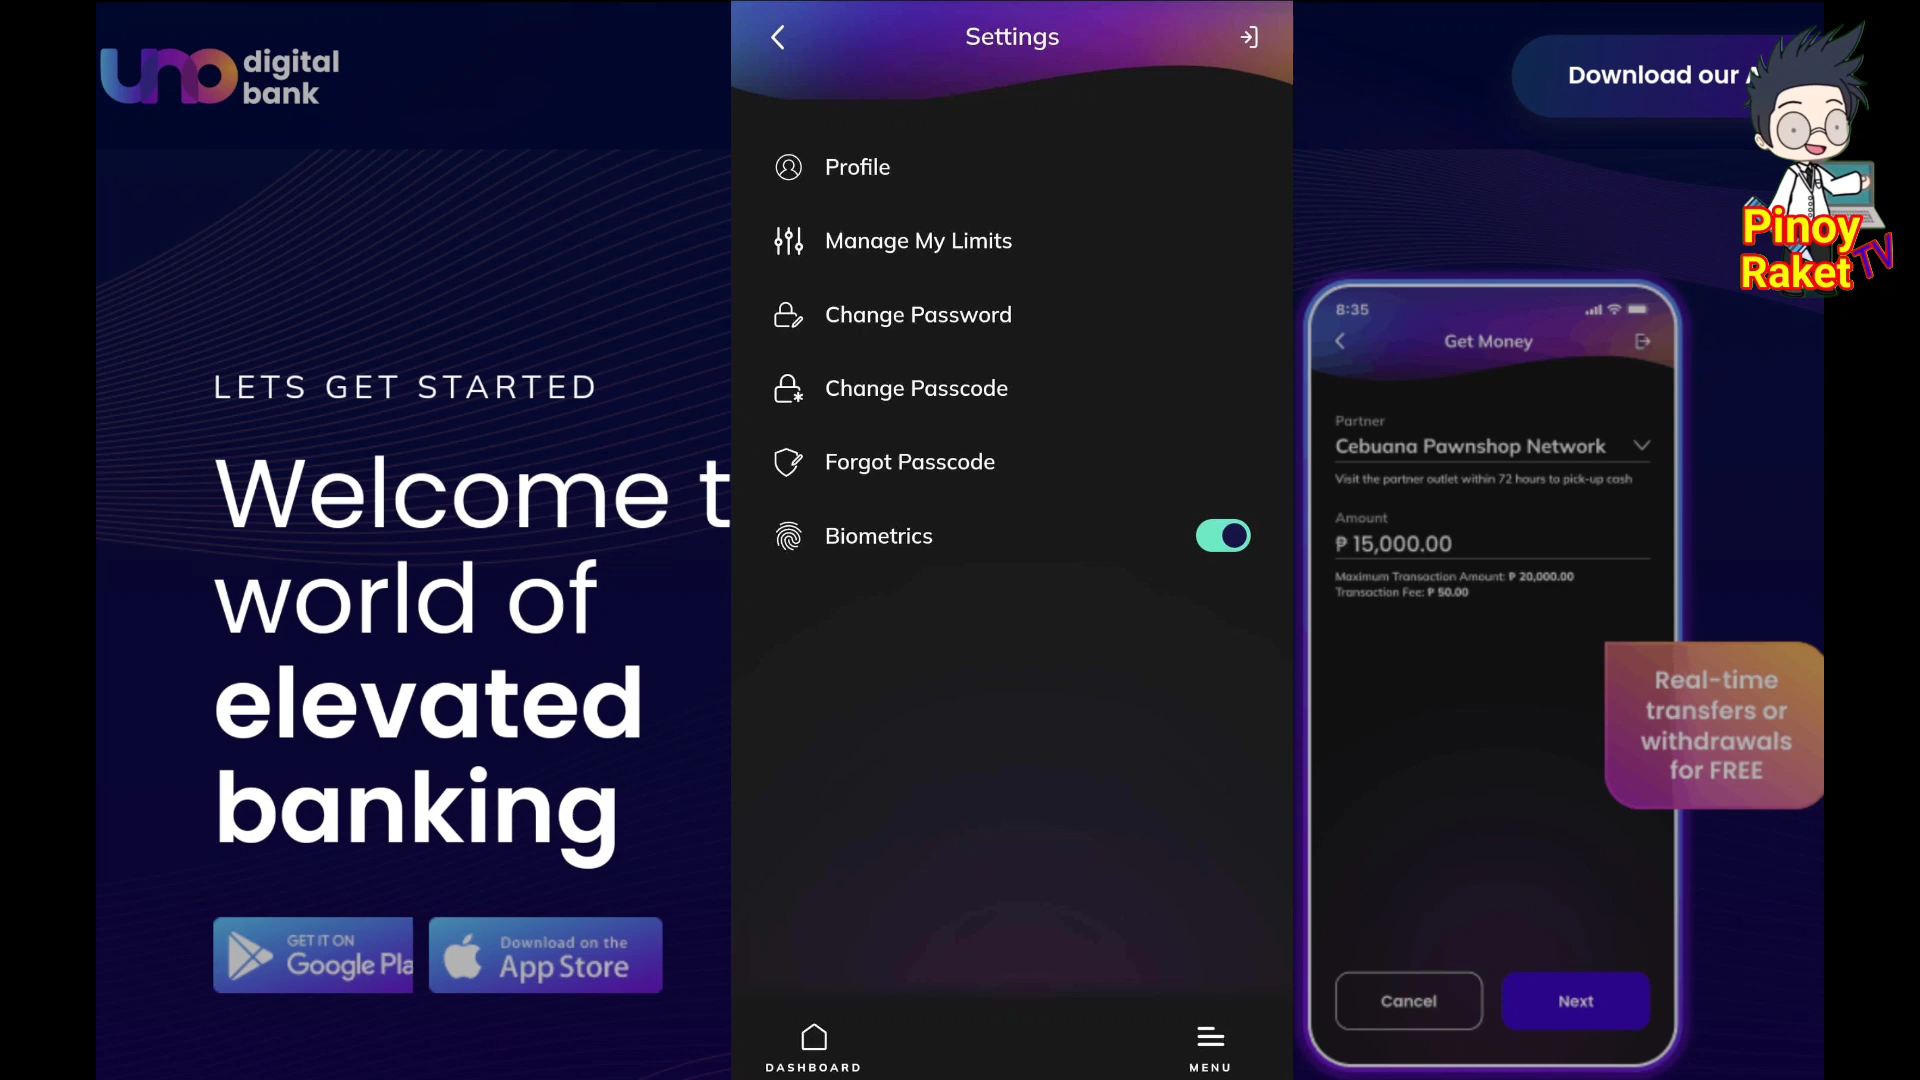 uno digital
bank
LETS GET STARTED
Welcome t
world of
elevated
banking
GET IT ON
Google Pla
Download on the
App Store
Settings
Profile
Manage My Limits
Change Password
Change Passcode
Forgot Passcode
Biometrics
DASHBOARD
MENU
Download our A
Pinoy
Raket TV
8:35
Get Money
Partner
Cebuana Pawnshop Network
Visit the partner outlet within 72 hours to pick-up cash
Amount
₱ 15,000.00
Maximum Transaction Amount: ₱ 20,000.00
Transaction Fee: ₱ 50.00
Real-time
transfers or
withdrawals
for FREE
Cancel
Next